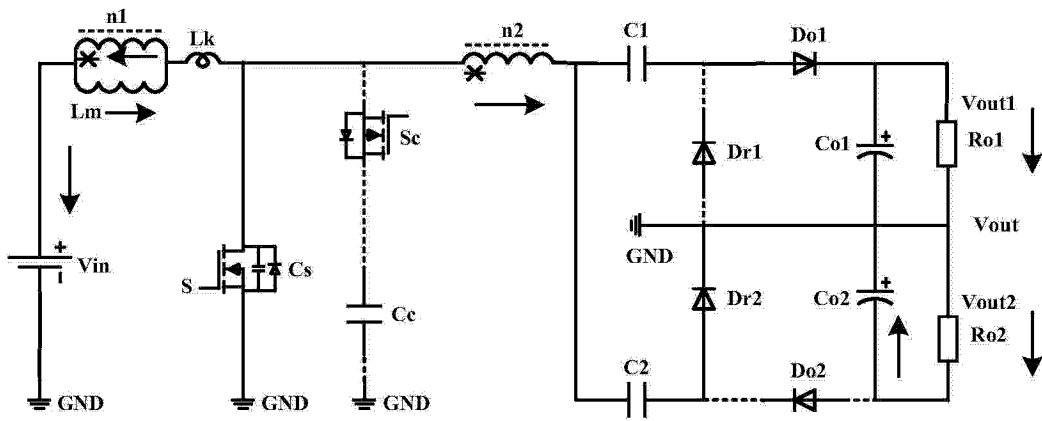 n1
Lk
n2
C1
Do1
Lm
Sc
Dr1
Co1
Vout1
Ro1
Vin
S
Cs
Cc
GND
Vout
Dr2
Co2
Vout2
Ro2
C2
Do2
GND
GND
GND